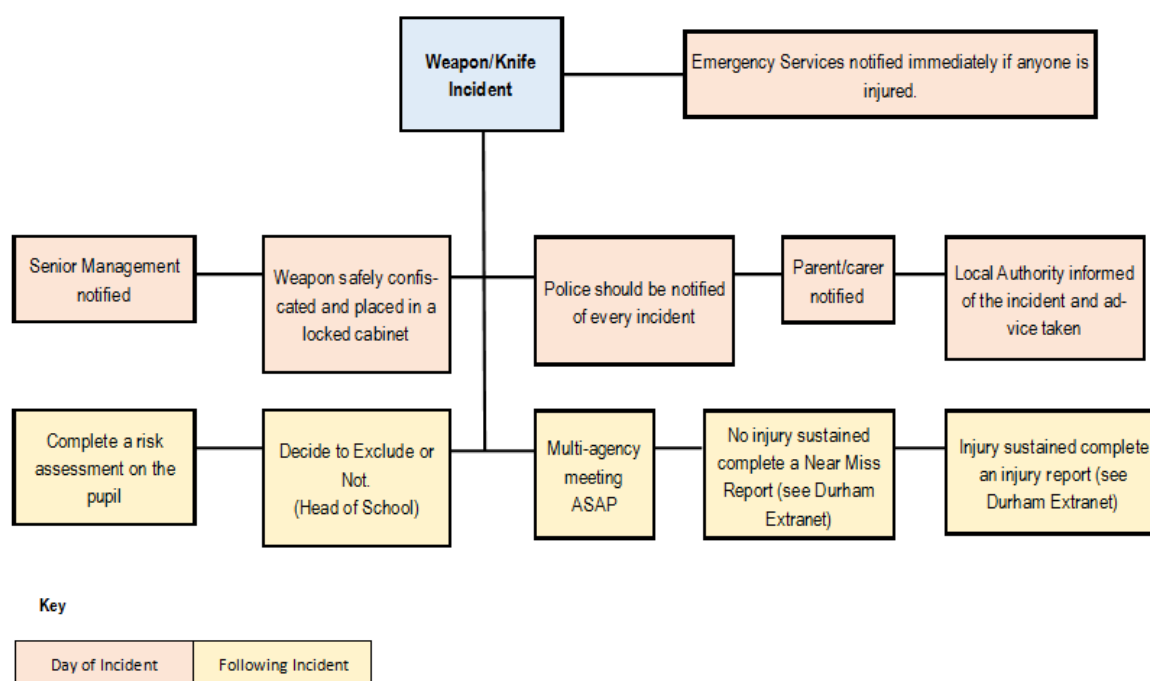 Weapon/Knife
Incident
Emergency Services notified immediately if anyone is
injured.
Senior Management
notified
Weapon safely confis-
cated and placed in a
locked cabinet
Police should be notified
of every incident
Parent/carer
notified
Local Authority informed
of the incident and ad-
vice taken
Complete a risk
assessment on the
pupil
Decide to Exclude or
Not.
(Head of School)
Multi-agency
meeting
ASAP
No injury sustained
complete a Near Miss
Report (see Durham
Extranet)
Injury sustained complete
an injury report (see
Durham Extranet)
Key
Day of Incident
Following Incident